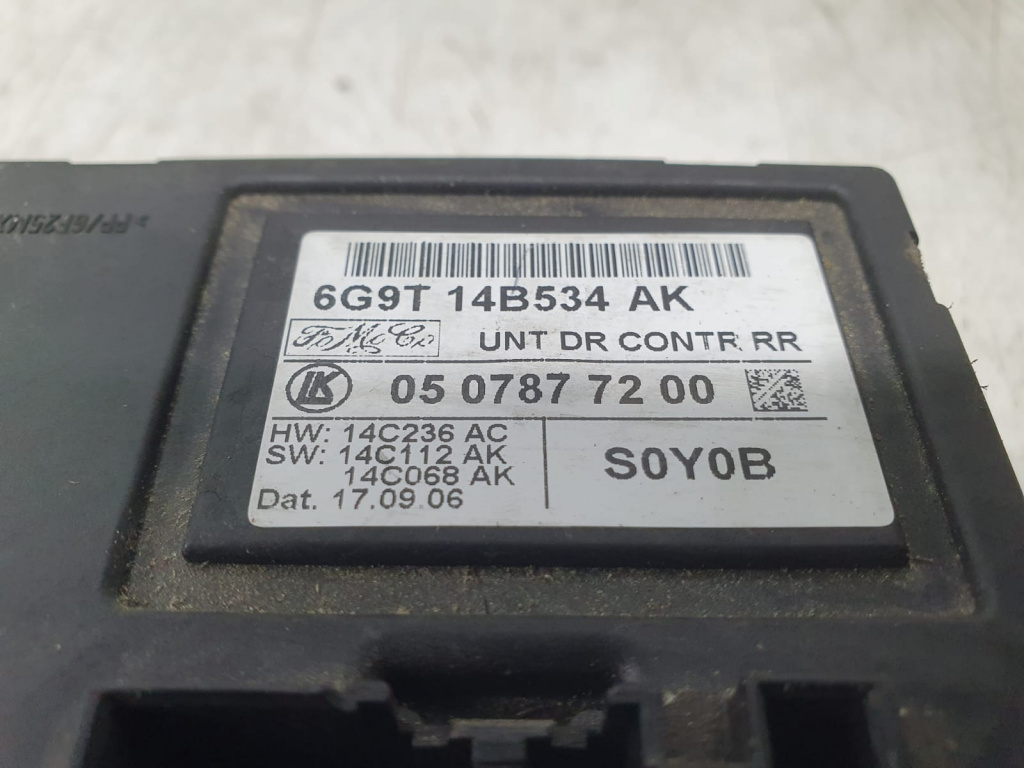 6G9T 14B534 AK
FoMoCo
UNT DR CONTR RR
LK
05 0787 72 00
HW: 14C236 AC
SW: 14C112 AK
14C068 AK
Dat. 17.09.06
S0Y0B